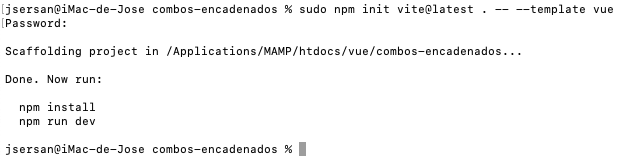 [jsersan@iMac-de-Jose combos-encadenados % sudo npm init vite@latest . -- --template vue
[Password:
Scaffolding project in /Applications/MAMP/htdocs/vue/combos-encadenados...
Done. Now run:
npm install
npm run dev
jsersan@iMac-de-Jose combos-encadenados %